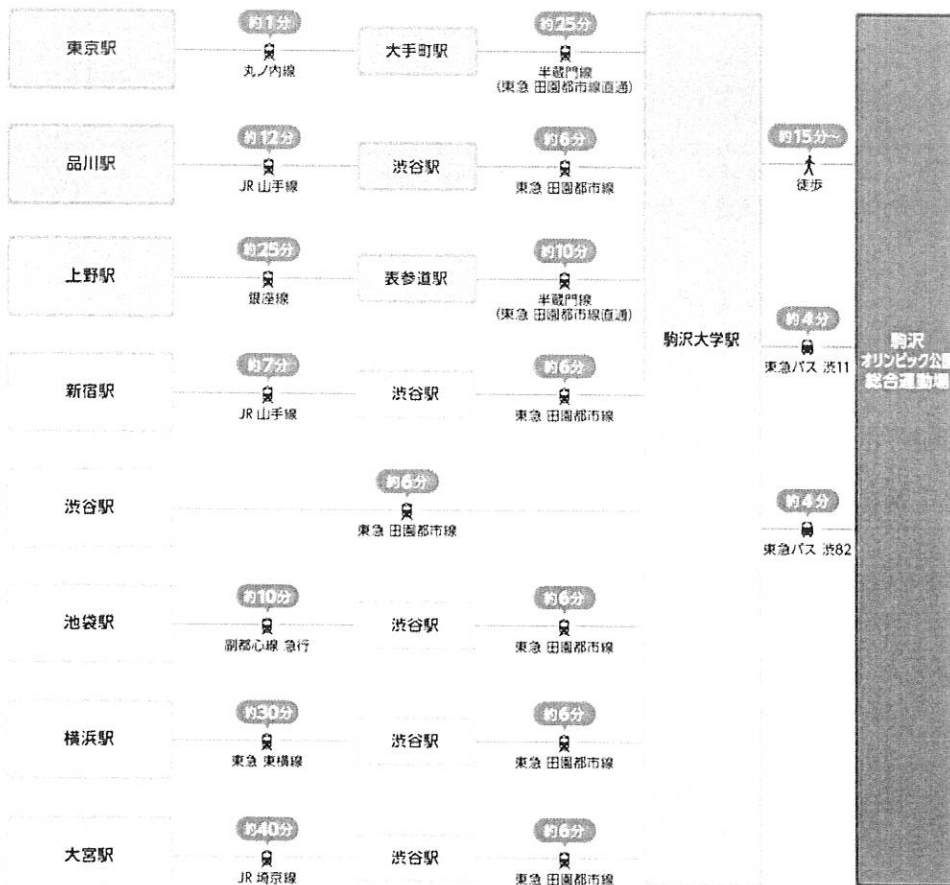 東京駅
約1分
丸ノ内線
大手町駅
約25分
半蔵門線
(東急 田園都市線直通)
品川駅
約12分
JR 山手線
渋谷駅
約6分
東急 田園都市線
上野駅
約25分
銀座線
表参道駅
約10分
半蔵門線
(東急 田園都市線直通)
新宿駅
約7分
JR 山手線
渋谷駅
約6分
東急 田園都市線
渋谷駅
約6分
東急 田園都市線
池袋駅
約10分
副都心線 急行
渋谷駅
約6分
東急 田園都市線
横浜駅
約30分
東急 東横線
渋谷駅
約6分
東急 田園都市線
大宮駅
約40分
JR 埼京線
渋谷駅
約6分
東急 田園都市線
駒沢大学駅
約15分~
徒歩
約4分
東急バス 渋11
約4分
東急バス 渋82
駒沢
オリンピック公園
総合運動場